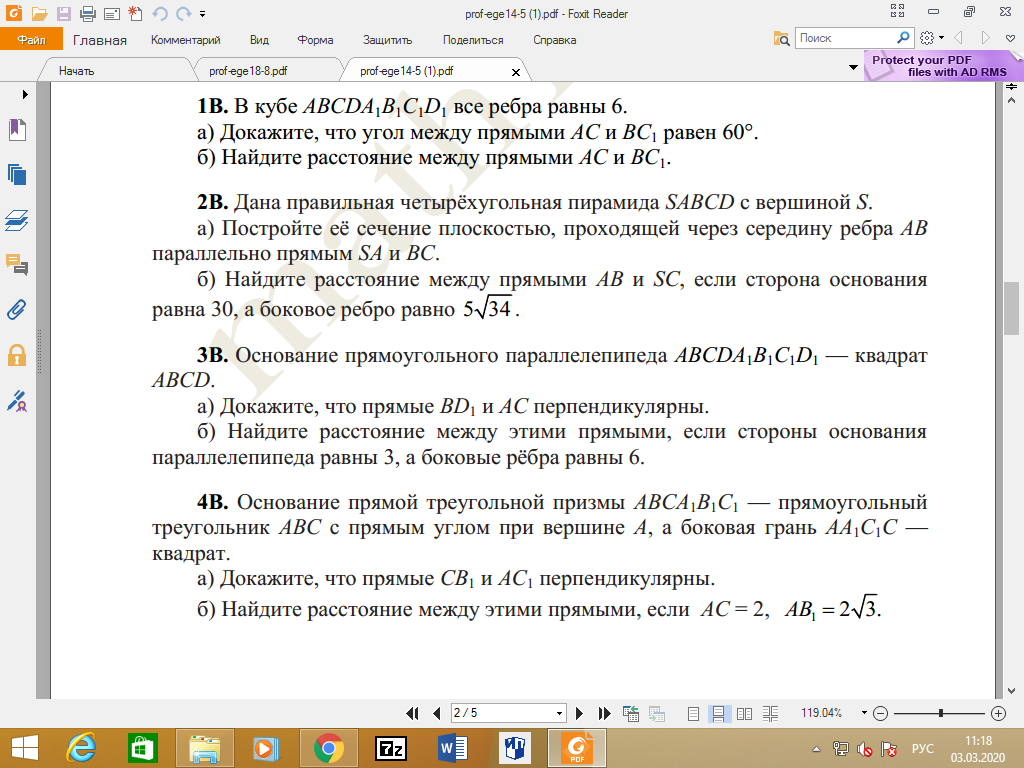 prof-ege14-5 (1).pdf - Foxit Reader
Файл Главная Комментарий Вид Форма Защитить Поделиться Справка Поиск
Начать prof-ege18-8.pdf prof-ege14-5 (1).pdf
Protect your PDF
files with AD RMS
1В. В кубе ABCDA₁B₁C₁D₁ все ребра равны 6.
а) Докажите, что угол между прямыми AC и BC₁ равен 60°.
б) Найдите расстояние между прямыми AC и BC₁.
2В. Дана правильная четырёхугольная пирамида SABCD с вершиной S.
а) Постройте её сечение плоскостью, проходящей через середину ребра AB
параллельно прямым SA и BC.
б) Найдите расстояние между прямыми AB и SC, если сторона основания
равна 30, а боковое ребро равно 5√34.
3В. Основание прямоугольного параллелепипеда ABCDA₁B₁C₁D₁ — квадрат
ABCD.
а) Докажите, что прямые BD₁ и AC перпендикулярны.
б) Найдите расстояние между этими прямыми, если стороны основания
параллелепипеда равны 3, а боковые рёбра равны 6.
4В. Основание прямой треугольной призмы ABCA₁B₁C₁ — прямоугольный
треугольник ABC с прямым углом при вершине A, а боковая грань AA₁C₁C —
квадрат.
а) Докажите, что прямые CB₁ и AC₁ перпендикулярны.
б) Найдите расстояние между этими прямыми, если AC = 2, AB₁ = 2√3.
math
2 / 5 119.04%
7z PDF РУС 11:18
03.03.2020